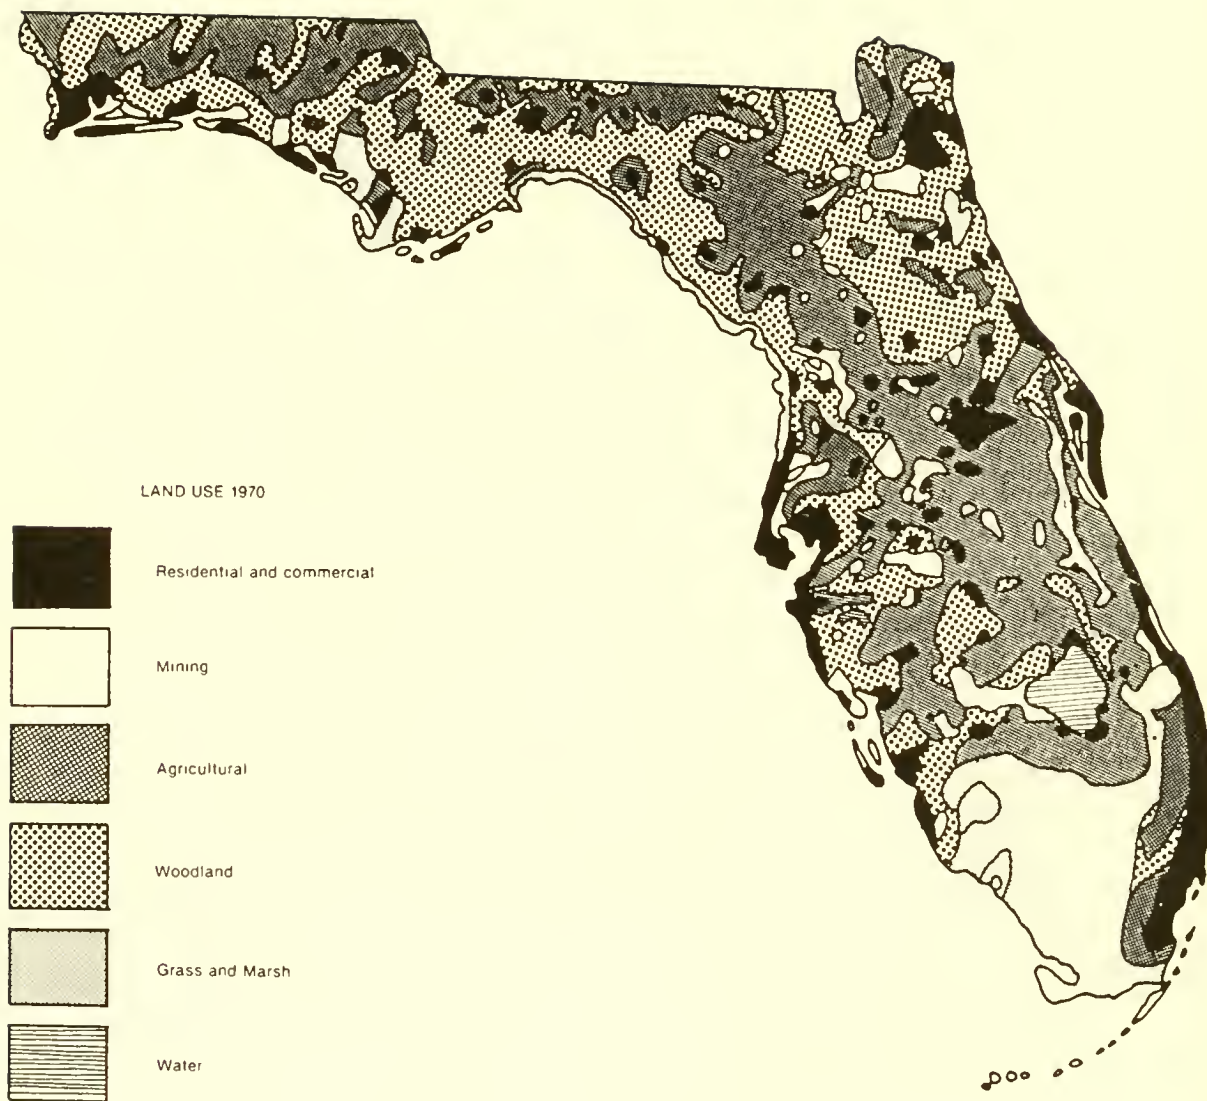 LAND USE 1970
Residential and commercial
Mining
Agricultural
Woodland
Grass and Marsh
Water